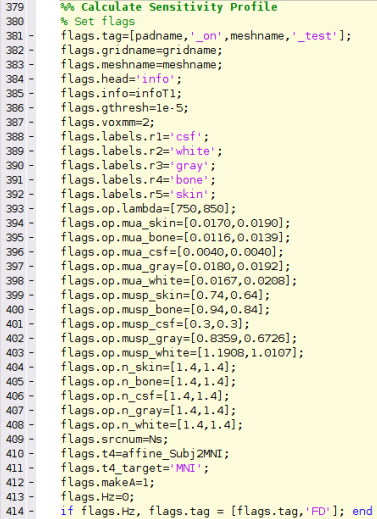 379 %% Calculate Sensitivity Profile
380 % Set flags
381 - flags.tag=[padname,'_on',meshname,'_test'];
382 - flags.gridname=gridname;
383 - flags.meshname=meshname;
384 - flags.head='info';
385 - flags.info=infoT1;
386 - flags.gthresh=1e-5;
387 - flags.voxmm=2;
388 - flags.labels.r1='csf';
389 - flags.labels.r2='white';
390 - flags.labels.r3='gray';
391 - flags.labels.r4='bone';
392 - flags.labels.r5='skin';
393 - flags.op.lambda=[750,850];
394 - flags.op.mua_skin=[0.0170,0.0190];
395 - flags.op.mua_bone=[0.0116,0.0139];
396 - flags.op.mua_csf=[0.0040,0.0040];
397 - flags.op.mua_gray=[0.0180,0.0192];
398 - flags.op.mua_white=[0.0167,0.0208];
399 - flags.op.musp_skin=[0.74,0.64];
400 - flags.op.musp_bone=[0.94,0.84];
401 - flags.op.musp_csf=[0.3,0.3];
402 - flags.op.musp_gray=[0.8359,0.6726];
403 - flags.op.musp_white=[1.1908,1.0107];
404 - flags.op.n_skin=[1.4,1.4];
405 - flags.op.n_bone=[1.4,1.4];
406 - flags.op.n_csf=[1.4,1.4];
407 - flags.op.n_gray=[1.4,1.4];
408 - flags.op.n_white=[1.4,1.4];
409 - flags.srcnum=Ns;
410 - flags.t4=affine_Subj2MNI;
411 - flags.t4_target='MNI';
412 - flags.makeA=1;
413 - flags.Hz=0;
414 - if flags.Hz, flags.tag = [flags.tag,'FD']; end